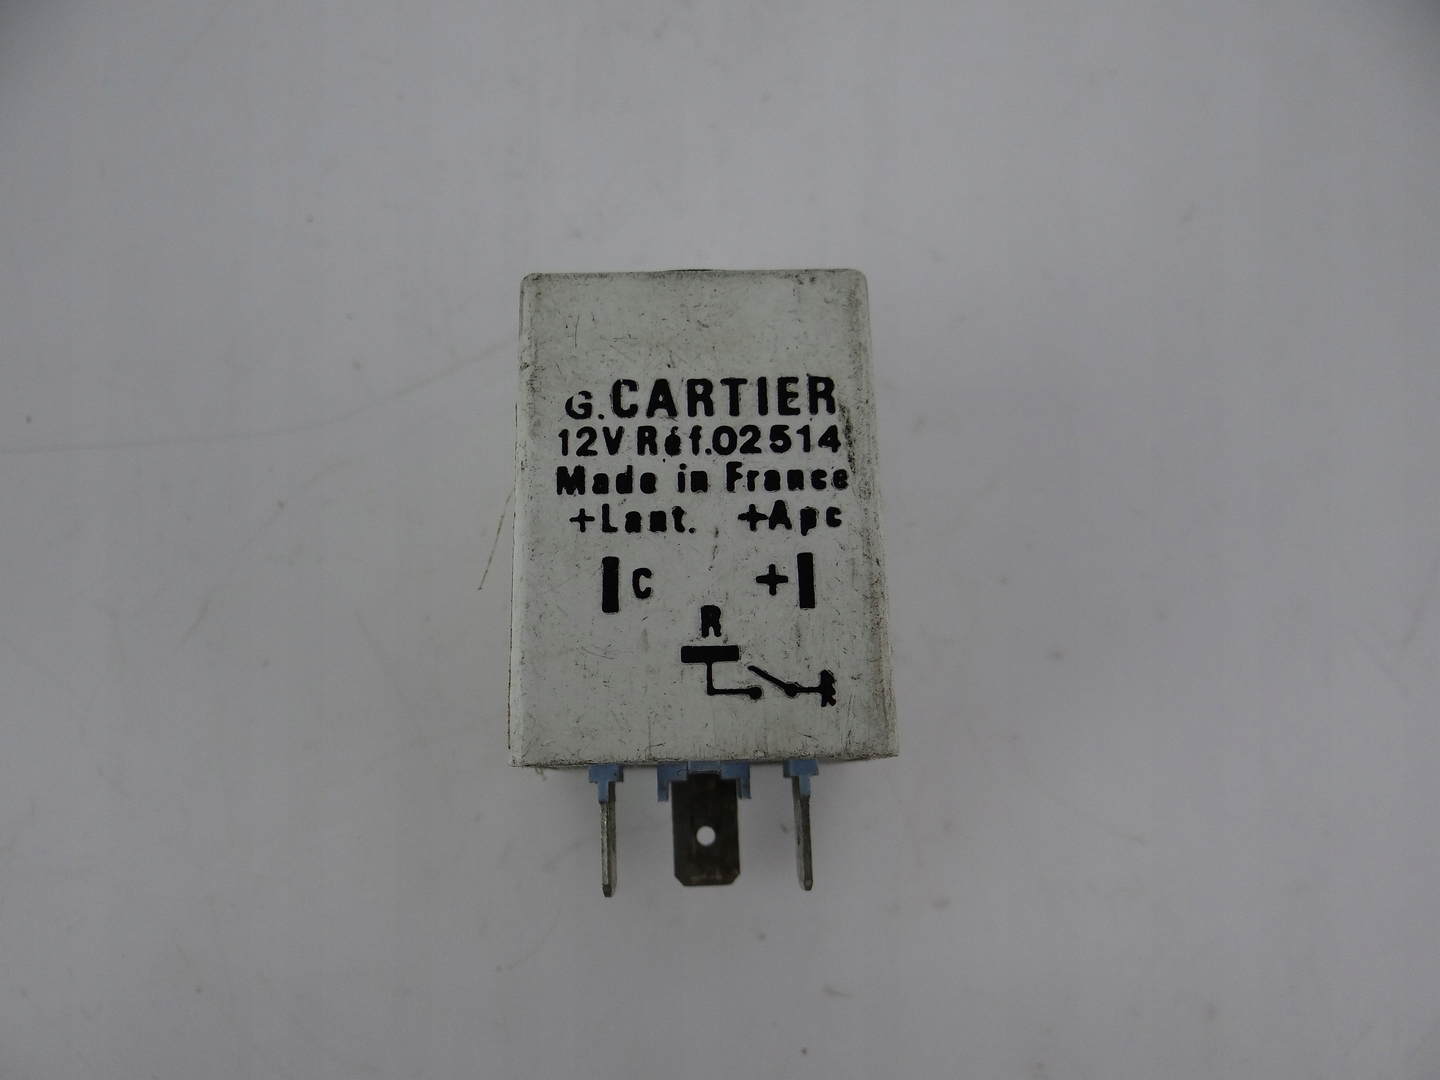 G. CARTIER
12V Réf.02514
Made in France
+Lant. +Apc
C +
R